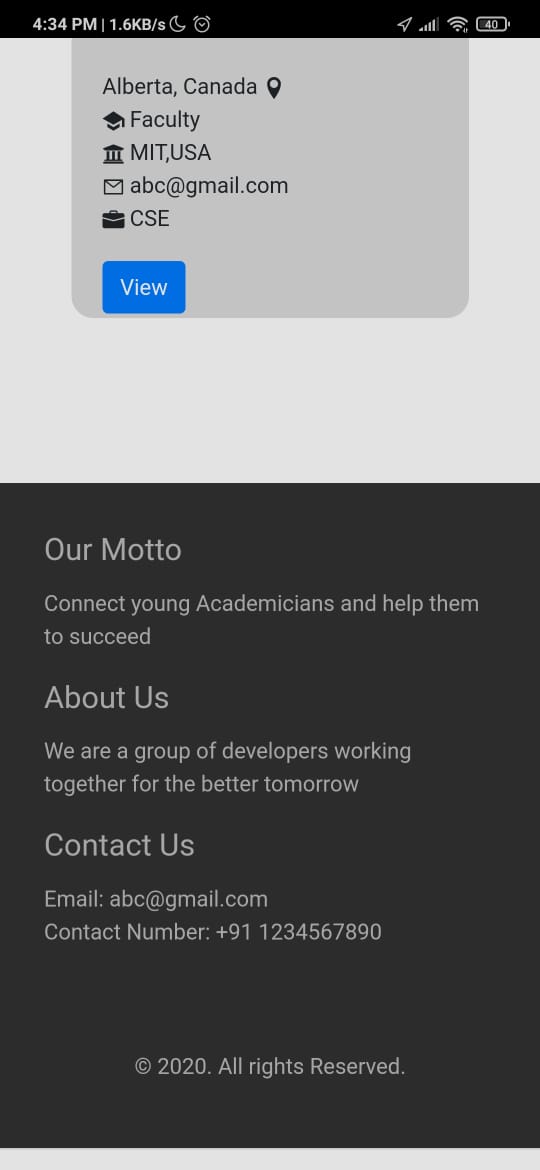 4:34 PM | 1.6KB/s
40
Alberta, Canada
Faculty
MIT,USA
abc@gmail.com
CSE
View
Our Motto
Connect young Academicians and help them
to succeed
About Us
We are a group of developers working
together for the better tomorrow
Contact Us
Email: abc@gmail.com
Contact Number: +91 1234567890
© 2020. All rights Reserved.